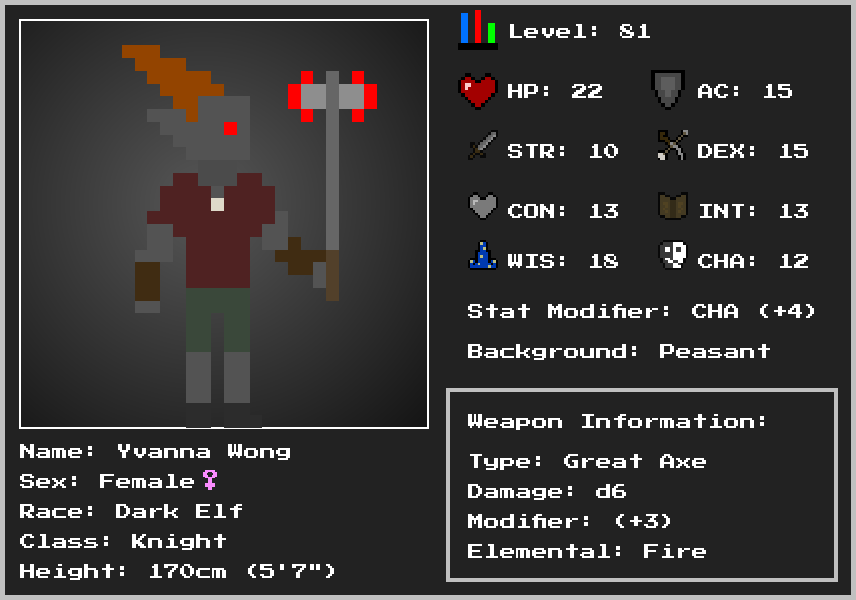 Level: 81
HP: 22
AC: 15
STR: 10
DEX: 15
CON: 13
INT: 13
WIS: 18
CHA: 12
Stat Modifier: CHA (+4)
Background: Peasant
Weapon Information:
Type: Great Axe
Damage: d6
Modifier: (+3)
Elemental: Fire
Name: Yvanna Wong
Sex: Female♀
Race: Dark Elf
Class: Knight
Height: 170cm (5'7")